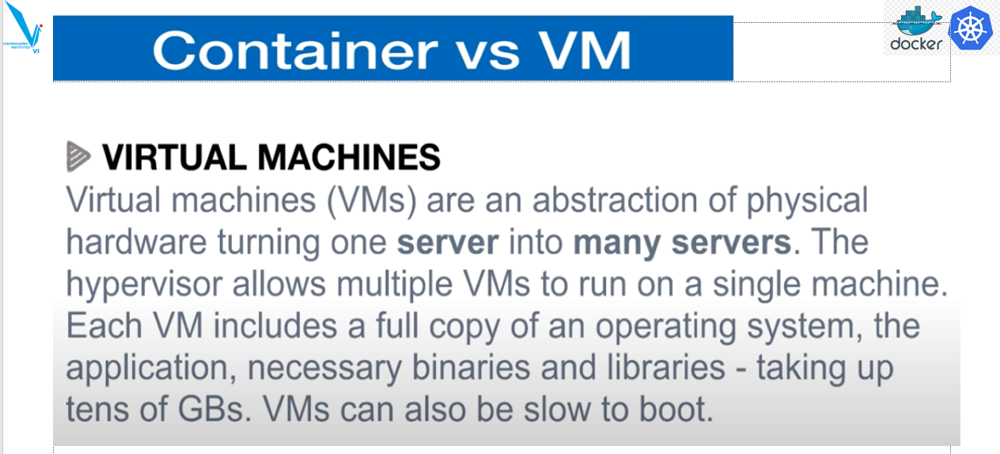 Container vs VM
docker
VISHWAKARMA
INSTITUTES
VI
VIRTUAL MACHINES
Virtual machines (VMs) are an abstraction of physical
hardware turning one server into many servers. The
hypervisor allows multiple VMs to run on a single machine.
Each VM includes a full copy of an operating system, the
application, necessary binaries and libraries - taking up
tens of GBs. VMs can also be slow to boot.